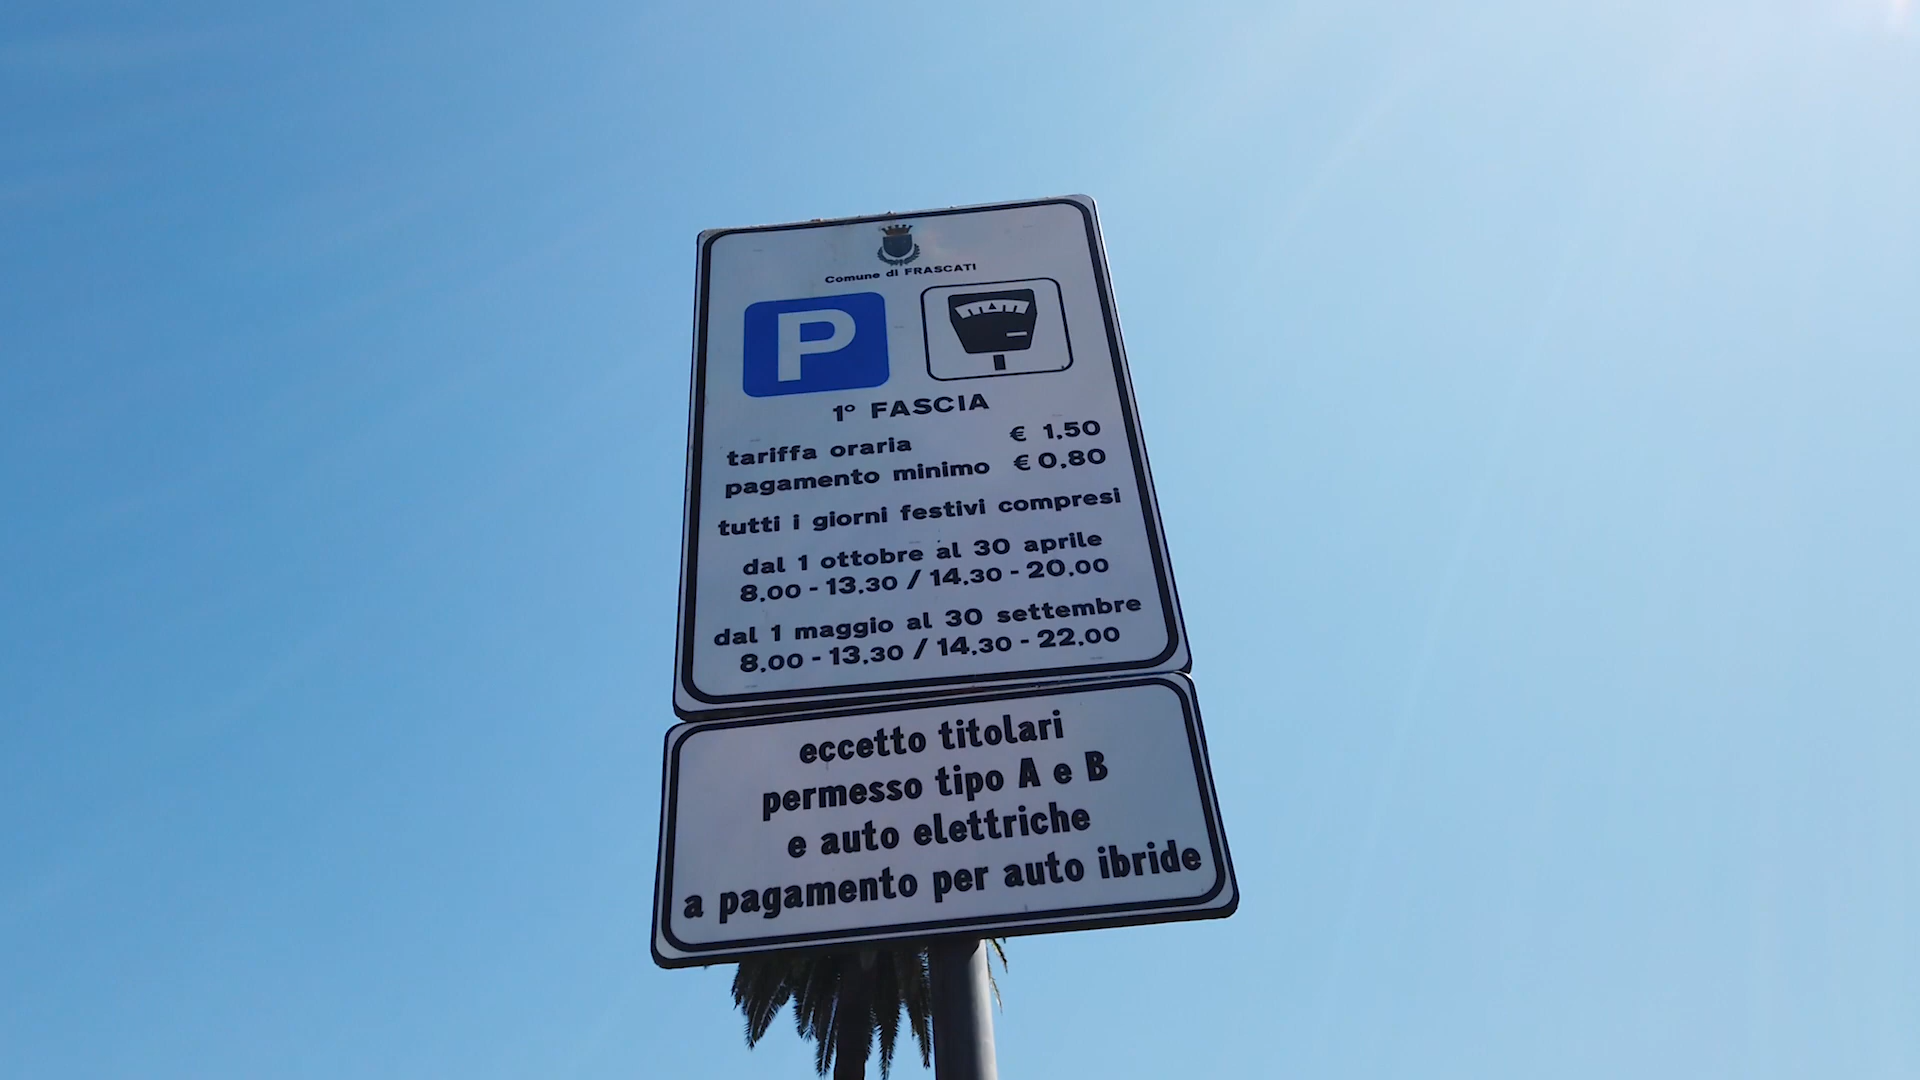 Comune di FRASCATI
P
1° FASCIA
tariffa oraria € 1.50
pagamento minimo € 0.80
tutti i giorni festivi compresi
dal 1 ottobre al 30 aprile
8.00 - 13.30 / 14.30 - 20.00
dal 1 maggio al 30 settembre
8.00 - 13.30 / 14.30 - 22.00
eccetto titolari
permesso tipo A e B
e auto elettriche
a pagamento per auto ibride